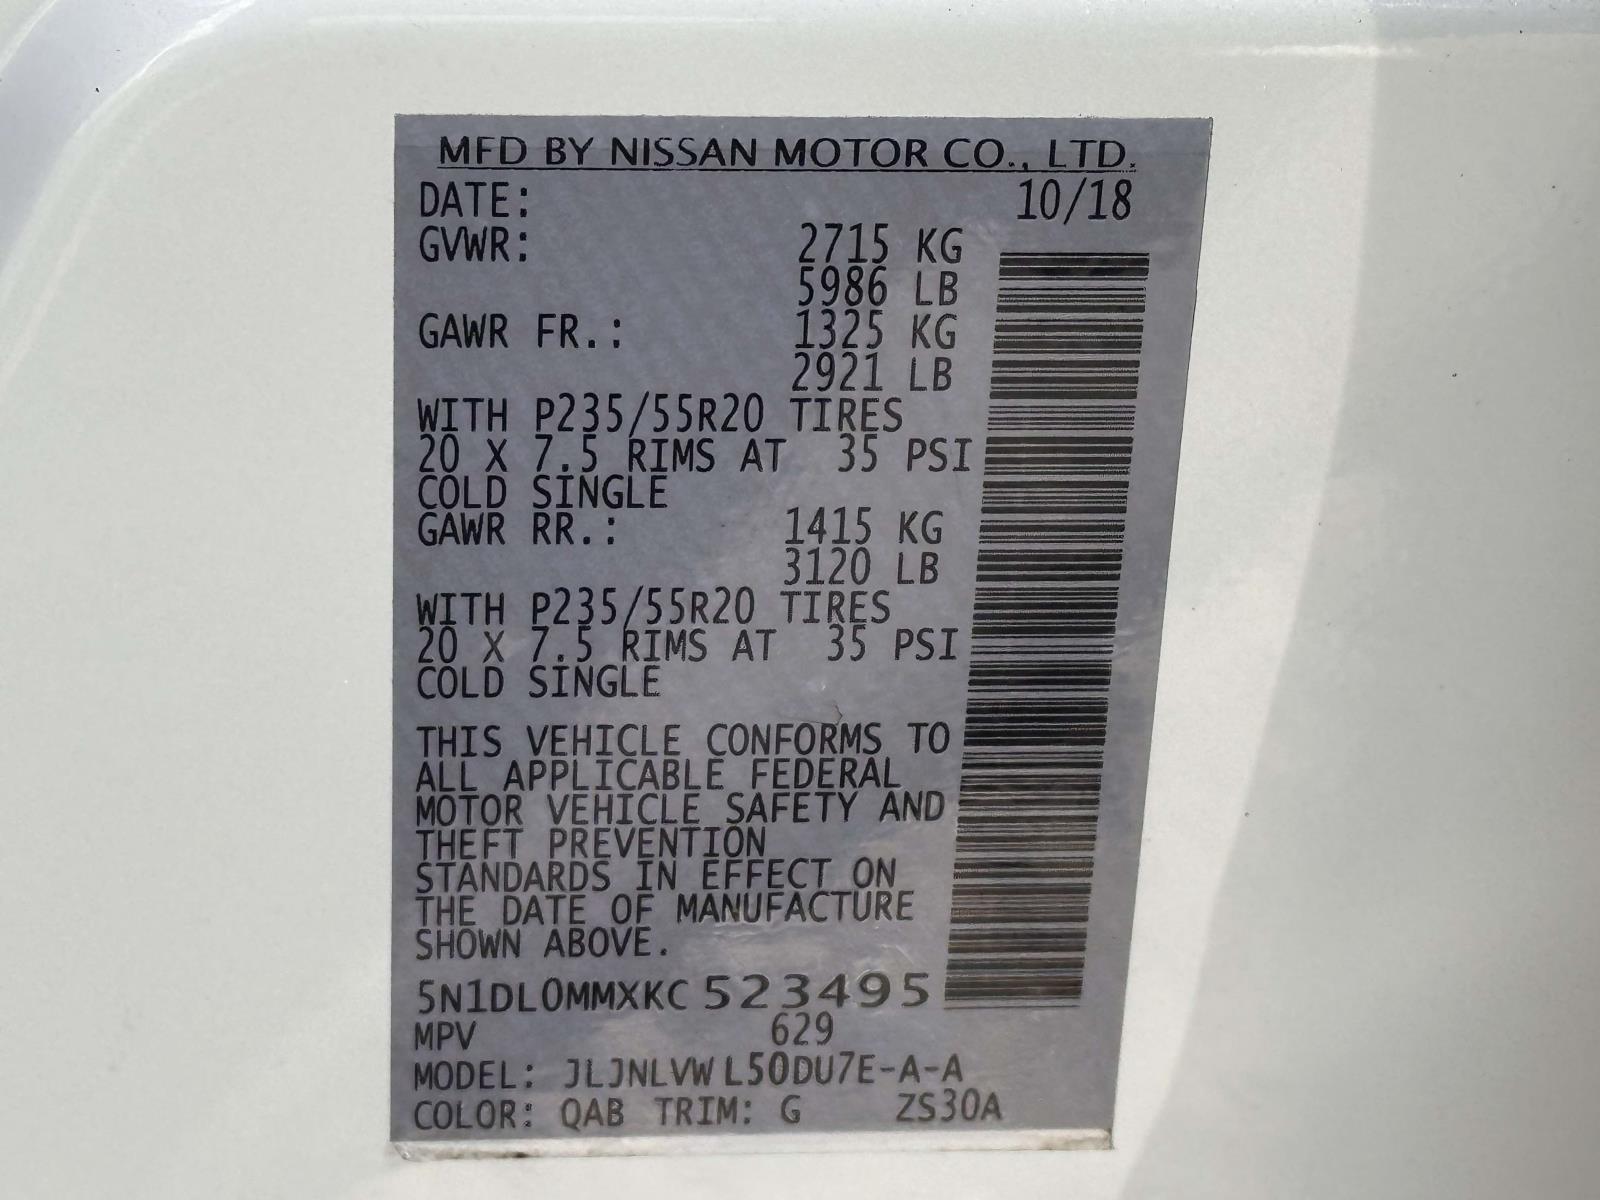 MFD BY NISSAN MOTOR CO., LTD.
DATE: 10/18
GVWR: 2715 KG
5986 LB
GAWR FR.: 1325 KG
2921 LB
WITH P235/55R20 TIRES
20 X 7.5 RIMS AT 35 PSI
COLD SINGLE
GAWR RR.: 1415 KG
3120 LB
WITH P235/55R20 TIRES
20 X 7.5 RIMS AT 35 PSI
COLD SINGLE
THIS VEHICLE CONFORMS TO
ALL APPLICABLE FEDERAL
MOTOR VEHICLE SAFETY AND
THEFT PREVENTION
STANDARDS IN EFFECT ON
THE DATE OF MANUFACTURE
SHOWN ABOVE.
5N1DL0MMXKC 523495
MPV 629
MODEL: JLJNLVW L50DU7E-A-A
COLOR: QAB TRIM: G ZS30A